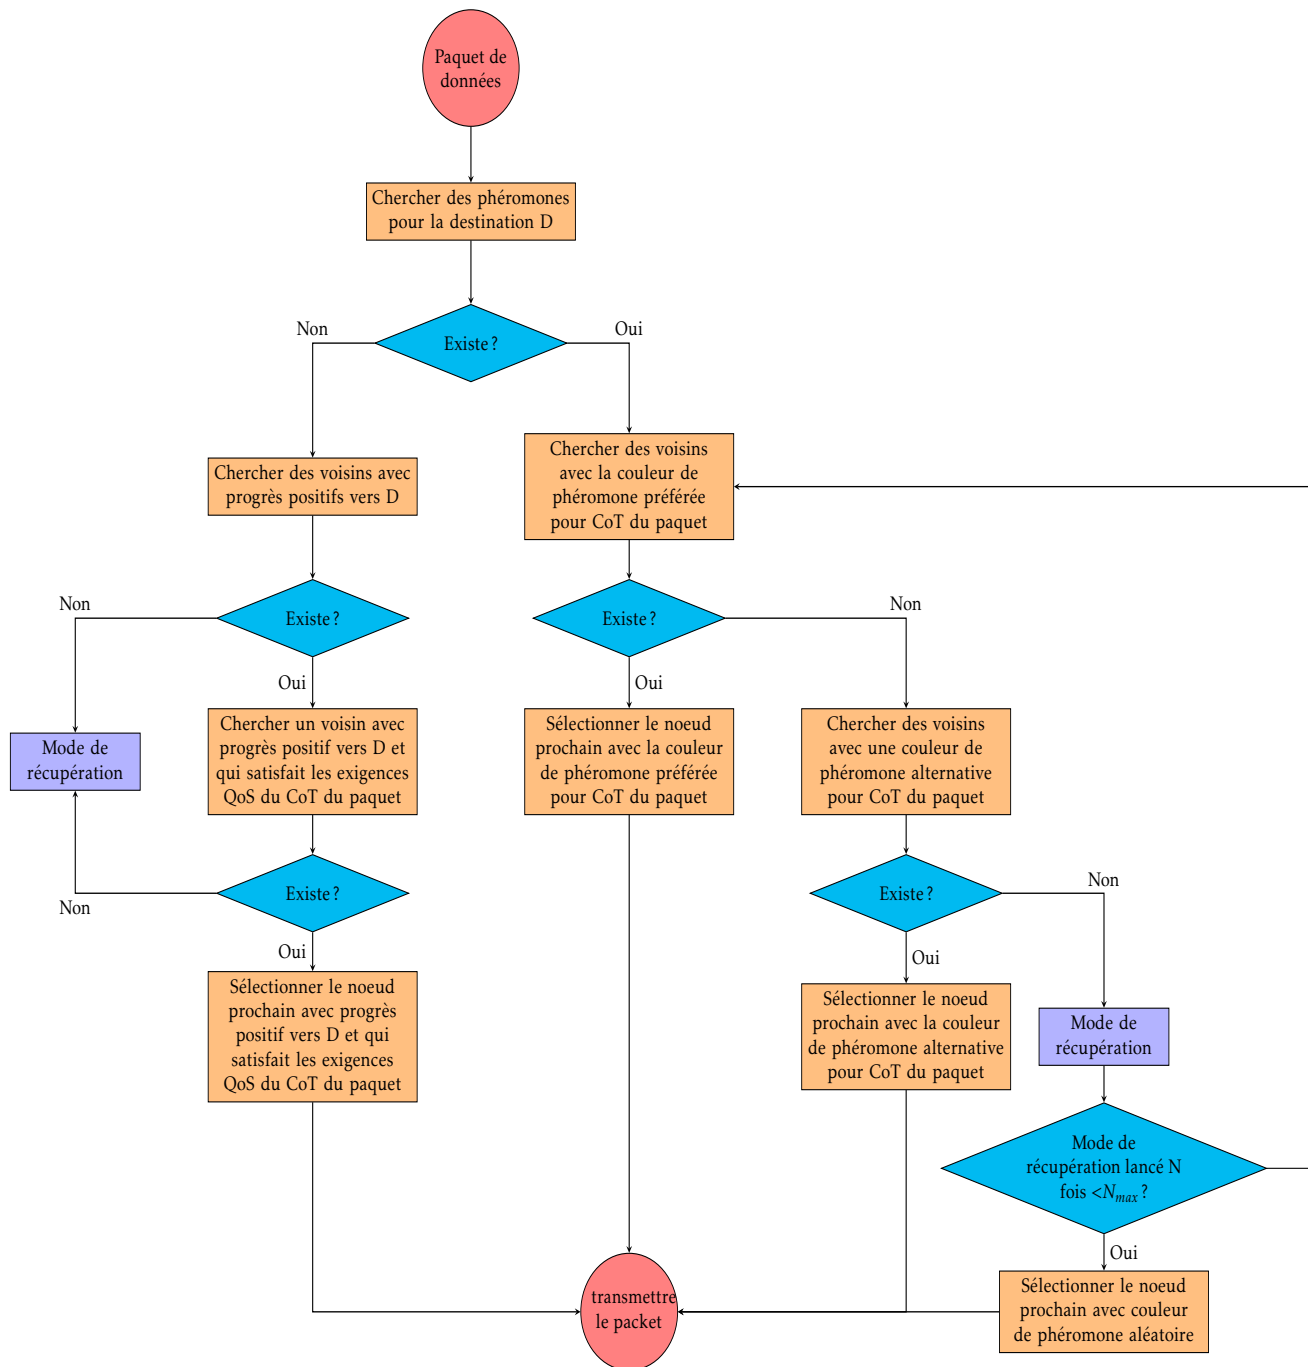 Paquet de
données
Chercher des phéromones
pour la destination D
Non
Oui
Existe ?
Chercher des voisins
avec la couleur de
phéromone préférée
pour CoT du paquet
Chercher des voisins avec
progrès positifs vers D
Non
Existe ?
Existe ?
Non
Oui
Oui
Chercher un voisin avec
progrès positif vers D et
qui satisfait les exigences
QoS du CoT du paquet
Sélectionner le noeud
prochain avec la couleur
de phéromone préférée
pour CoT du paquet
Chercher des voisins
avec une couleur de
phéromone alternative
pour CoT du paquet
Mode de
récupération
Existe ?
Non
Existe ?
Non
Oui
Oui
Sélectionner le noeud
prochain avec progrès
positif vers D et qui
satisfait les exigences
QoS du CoT du paquet
Sélectionner le noeud
prochain avec la couleur
de phéromone alternative
pour CoT du paquet
Mode de
récupération
Mode de
récupération lancé N
fois <N_max ?
Oui
transmettre
le packet
Sélectionner le noeud
prochain avec couleur
de phéromone aléatoire